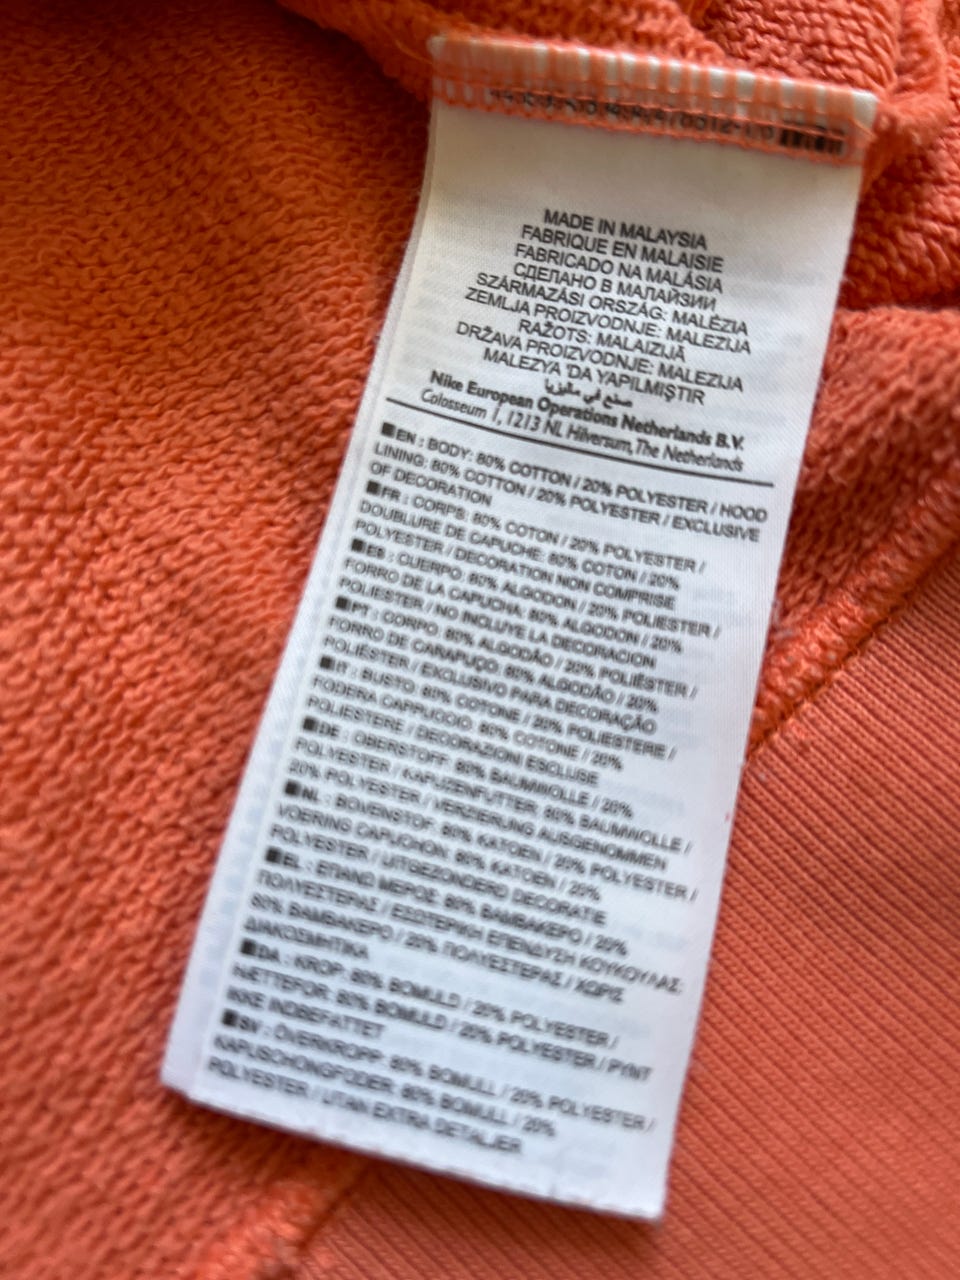 MADE IN MALAYSIA
FABRIQUE EN MALAISIE
FABRICADO NA MALÁSIA
СДЕЛАНО В МАЛАЙЗИИ
SZÁRMAZÁSI ORSZÁG: MALÉZIA
ZEMLJA PROIZVODNJE: MALEZIJA
RAŽOTS: MALAIZIJĀ
DRŽAVA PROIZVODNJE: MALEZIJA
MALEZYA 'DA YAPILMIŞTIR
صنع في ماليزيا
Nike European Operations Netherlands B.V.
Colosseum 1, 1213 NL Hilversum, The Netherlands
EN : BODY: 80% COTTON / 20% POLYESTER / HOOD
LINING: 80% COTTON / 20% POLYESTER / EXCLUSIVE
OF DECORATION
FR : CORPS: 80% COTON / 20% POLYESTER /
DOUBLURE DE CAPUCHE: 80% COTON / 20%
POLYESTER / DECORATION NON COMPRISE
ES : CUERPO: 80% ALGODON / 20% POLIESTER /
FORRO DE LA CAPUCHA: 80% ALGODON / 20%
POLIESTER / NO INCLUYE LA DECORACION
PT : CORPO: 80% ALGODÃO / 20% POLIÉSTER /
FORRO DE CARAPUÇO: 80% ALGODÃO / 20%
POLIÉSTER / EXCLUSIVO PARA DECORAÇÃO
IT : BUSTO: 80% COTONE / 20% POLIESTERE /
FODERA CAPPUCCIO: 80% COTONE / 20%
POLIESTERE / DECORAZIONI ESCLUSE
DE : OBERSTOFF: 80% BAUMWOLLE / 20%
POLYESTER / KAPUZENFUTTER: 80% BAUMWOLLE /
20% POLYESTER / VERZIERUNG AUSGENOMMEN
NL : BOVENSTOF: 80% KATOEN / 20% POLYESTER /
VOERING CAPUCHON: 80% KATOEN / 20%
POLYESTER / UITGEZONDERD DECORATIE
EL : ΕΠΑΝΩ ΜΕΡΟΣ: 80% ΒΑΜΒΑΚΕΡΟ / 20%
ΠΟΛΥΕΣΤΕΡΑΣ / ΕΣΩΤΕΡΙΚΗ ΕΠΕΝΔΥΣΗ ΚΟΥΚΟΥΛΑΣ:
80% ΒΑΜΒΑΚΕΡΟ / 20% ΠΟΛΥΕΣΤΕΡΑΣ / ΧΩΡΙΣ
ΔΙΑΚΟΣΜΗΤΙΚΑ
DA : KROP: 80% BOMULD / 20% POLYESTER /
HÆTTEFOR: 80% BOMULD / 20% POLYESTER / PYNT
IKKE INDBEFATTET
SV : ÖVERKROPP: 80% BOMULL / 20% POLYESTER /
KAPUSCHONGFODER: 80% BOMULL / 20%
POLYESTER / UTAN EXTRA DETALJER